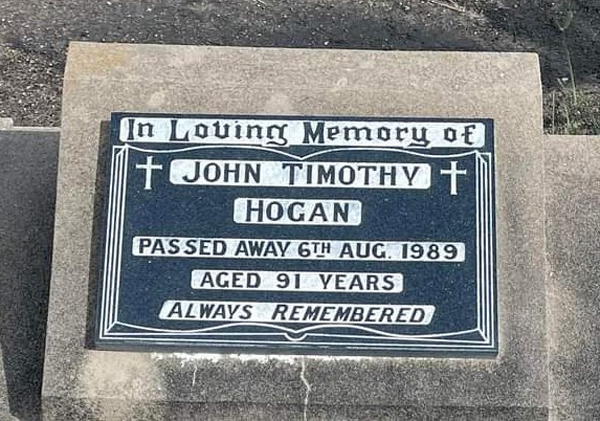 In Loving Memory of
JOHN TIMOTHY
HOGAN
PASSED AWAY 6TH AUG. 1989
AGED 91 YEARS
ALWAYS REMEMBERED